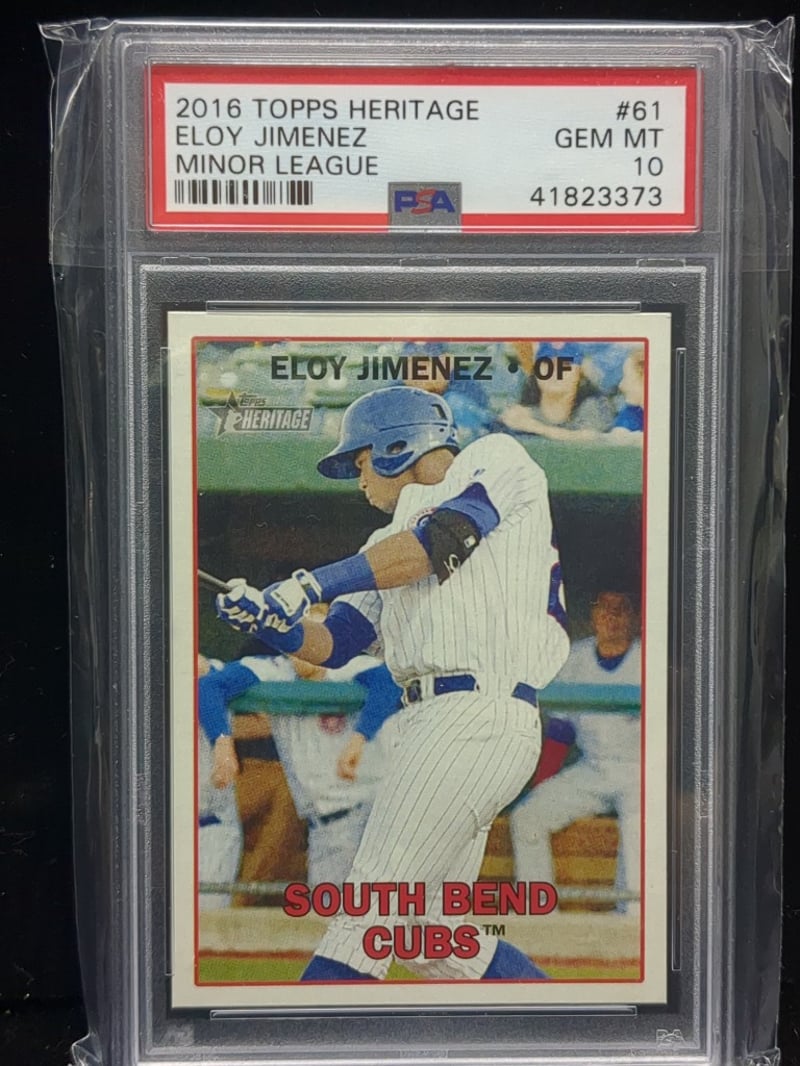 2016 TOPPS HERITAGE #61
ELOY JIMENEZ GEM MT
MINOR LEAGUE 10
PSA 41823373
ELOY JIMENEZ • OF
TOPPS
HERITAGE
SOUTH BEND
CUBS™
PSA